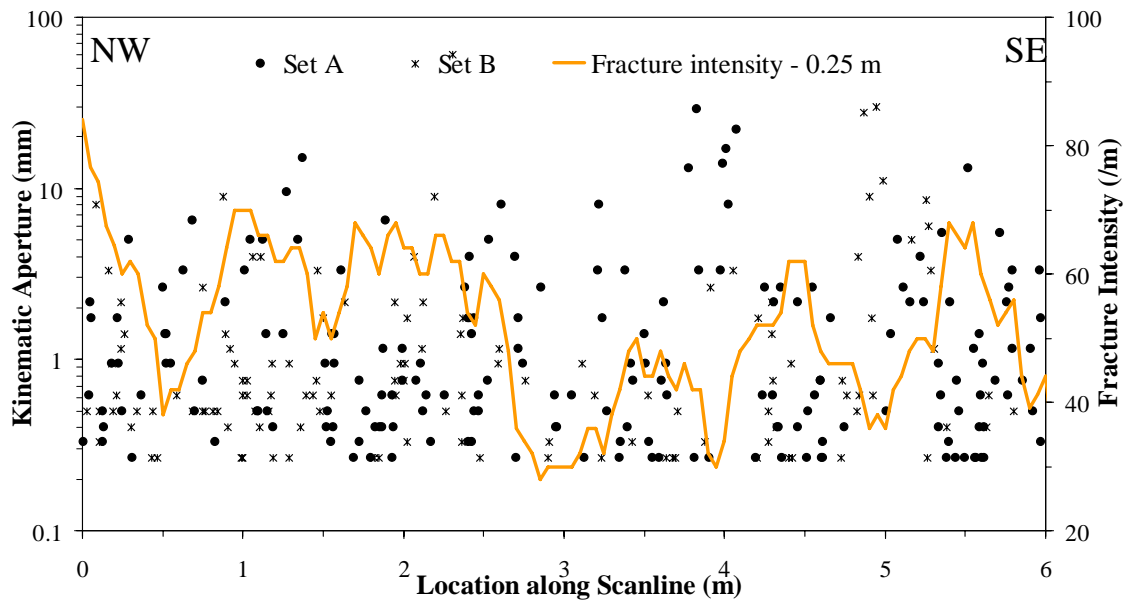 100
100
NW
SE
Set A
Set B
Fracture intensity - 0.25 m
80
10
60
1
40
0.1
20
Kinematic Aperture (mm)
Fracture Intensity (/m)
0
1
2
3
4
5
6
Location along Scanline (m)